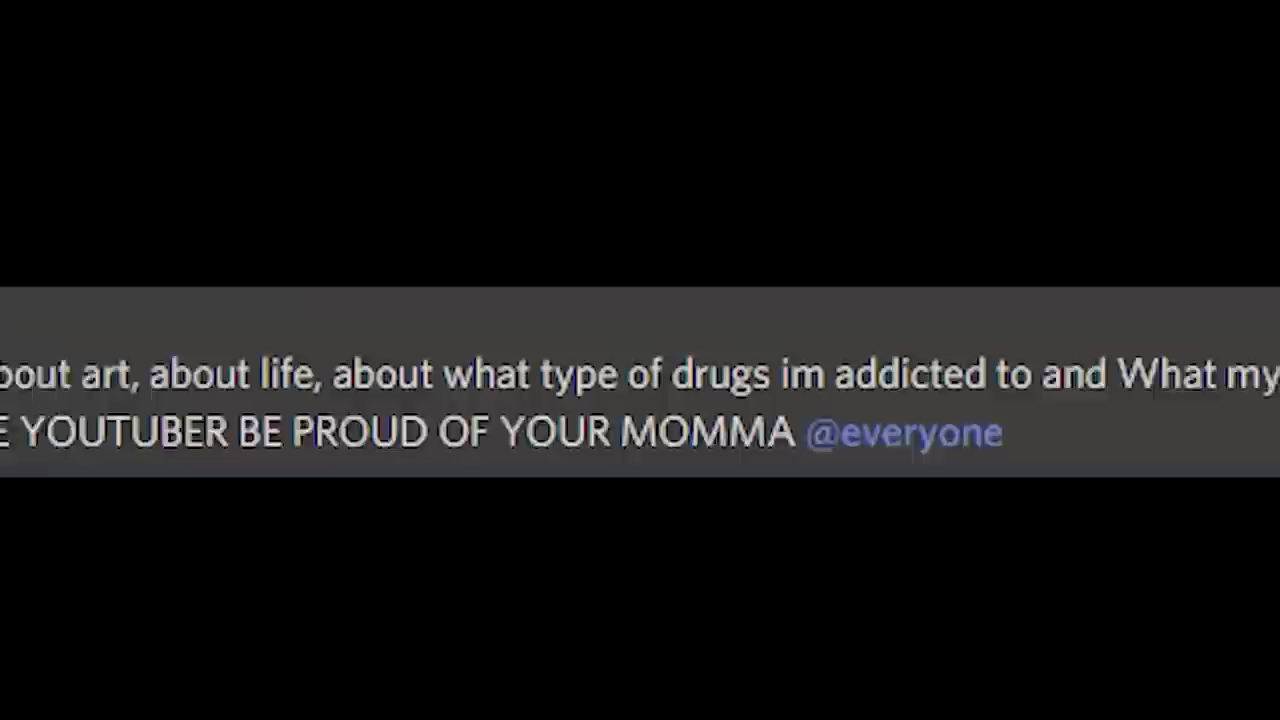 bout art, about life, about what type of drugs im addicted to and What my
E YOUTUBER BE PROUD OF YOUR MOMMA @everyone